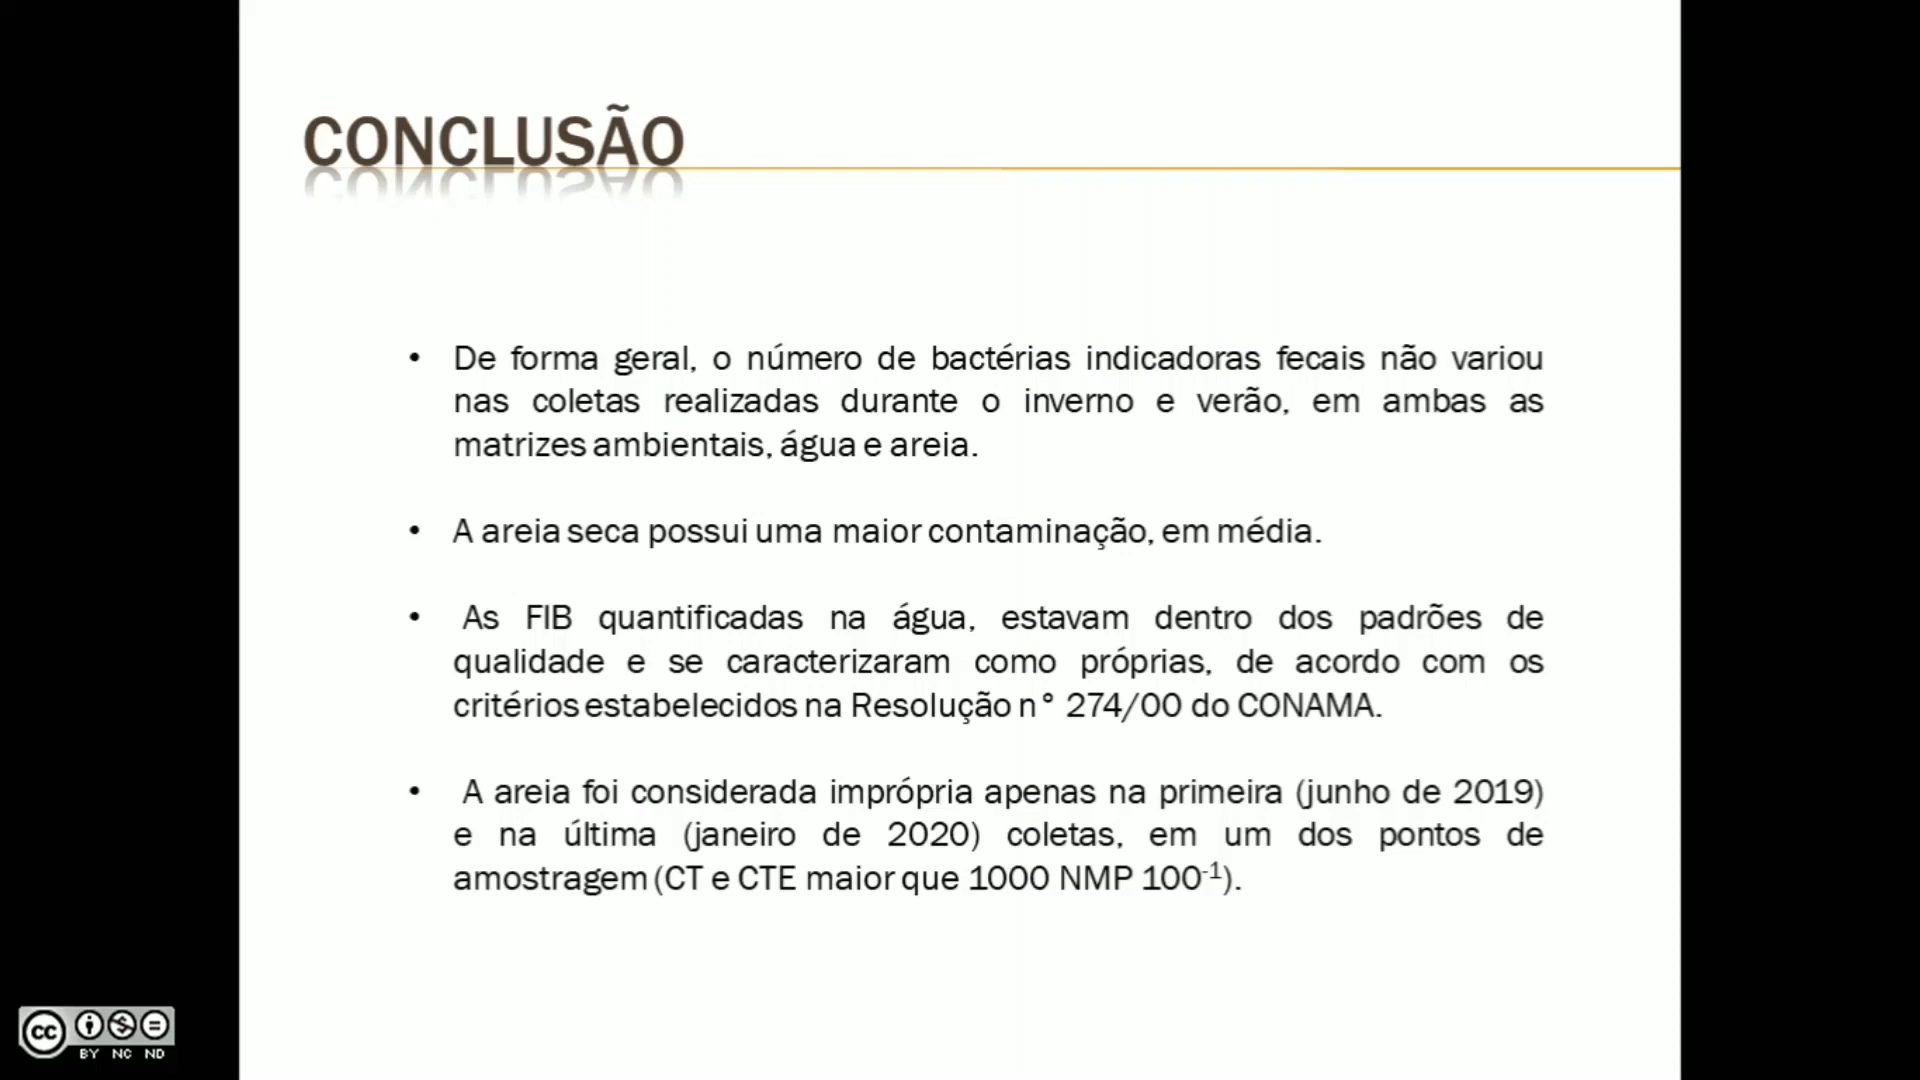 CONCLUSÃO
• De forma geral, o número de bactérias indicadoras fecais não variou
nas coletas realizadas durante o inverno e verão, em ambas as
matrizes ambientais, água e areia.
• A areia seca possui uma maior contaminação, em média.
• As FIB quantificadas na água, estavam dentro dos padrões de
qualidade e se caracterizaram como próprias, de acordo com os
critérios estabelecidos na Resolução n° 274/00 do CONAMA.
• A areia foi considerada imprópria apenas na primeira (junho de 2019)
e na última (janeiro de 2020) coletas, em um dos pontos de
amostragem (CT e CTE maior que 1000 NMP 100⁻¹).
cc
BY NC ND